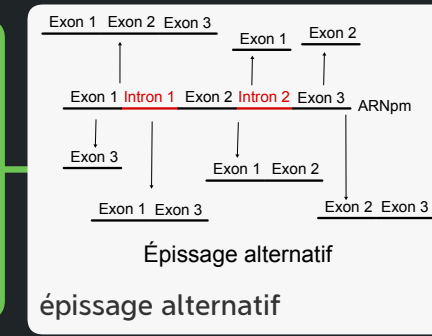 Exon 1 Exon 2 Exon 3
Exon 1
Exon 2
Exon 1 Intron 1 Exon 2 Intron 2 Exon 3 ARNpm
Exon 3
Exon 1 Exon 2
Exon 1 Exon 3
Exon 2 Exon 3
Épissage alternatif
épissage alternatif